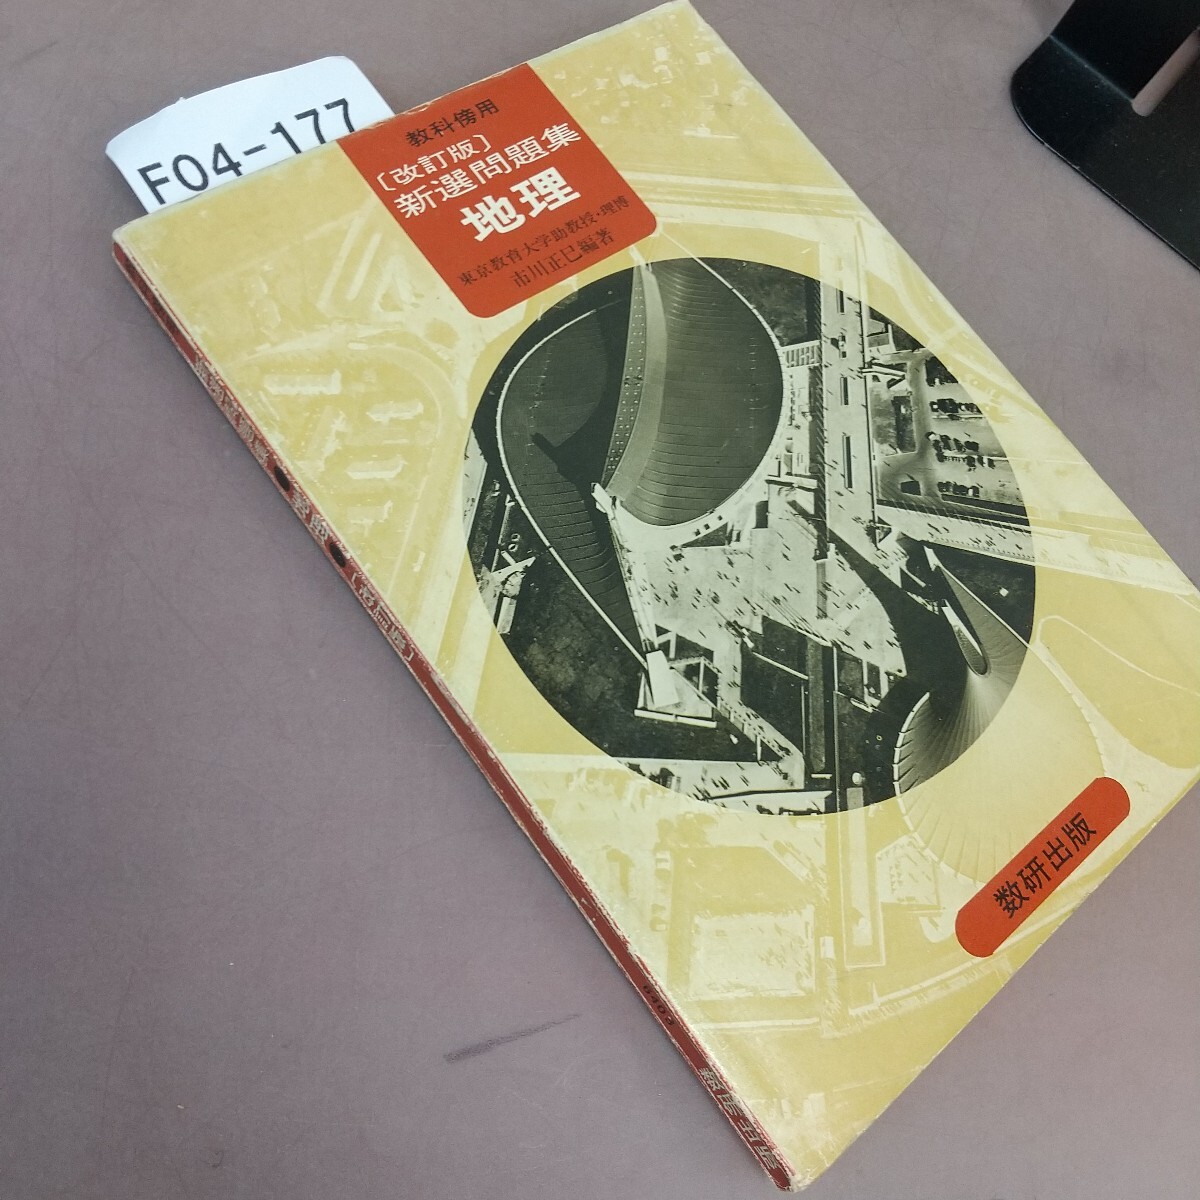 F04-177
教科傍用
〔改訂版〕
新選問題集
地理
東京教育大学助教授・理博
市川正巳編著
数研出版